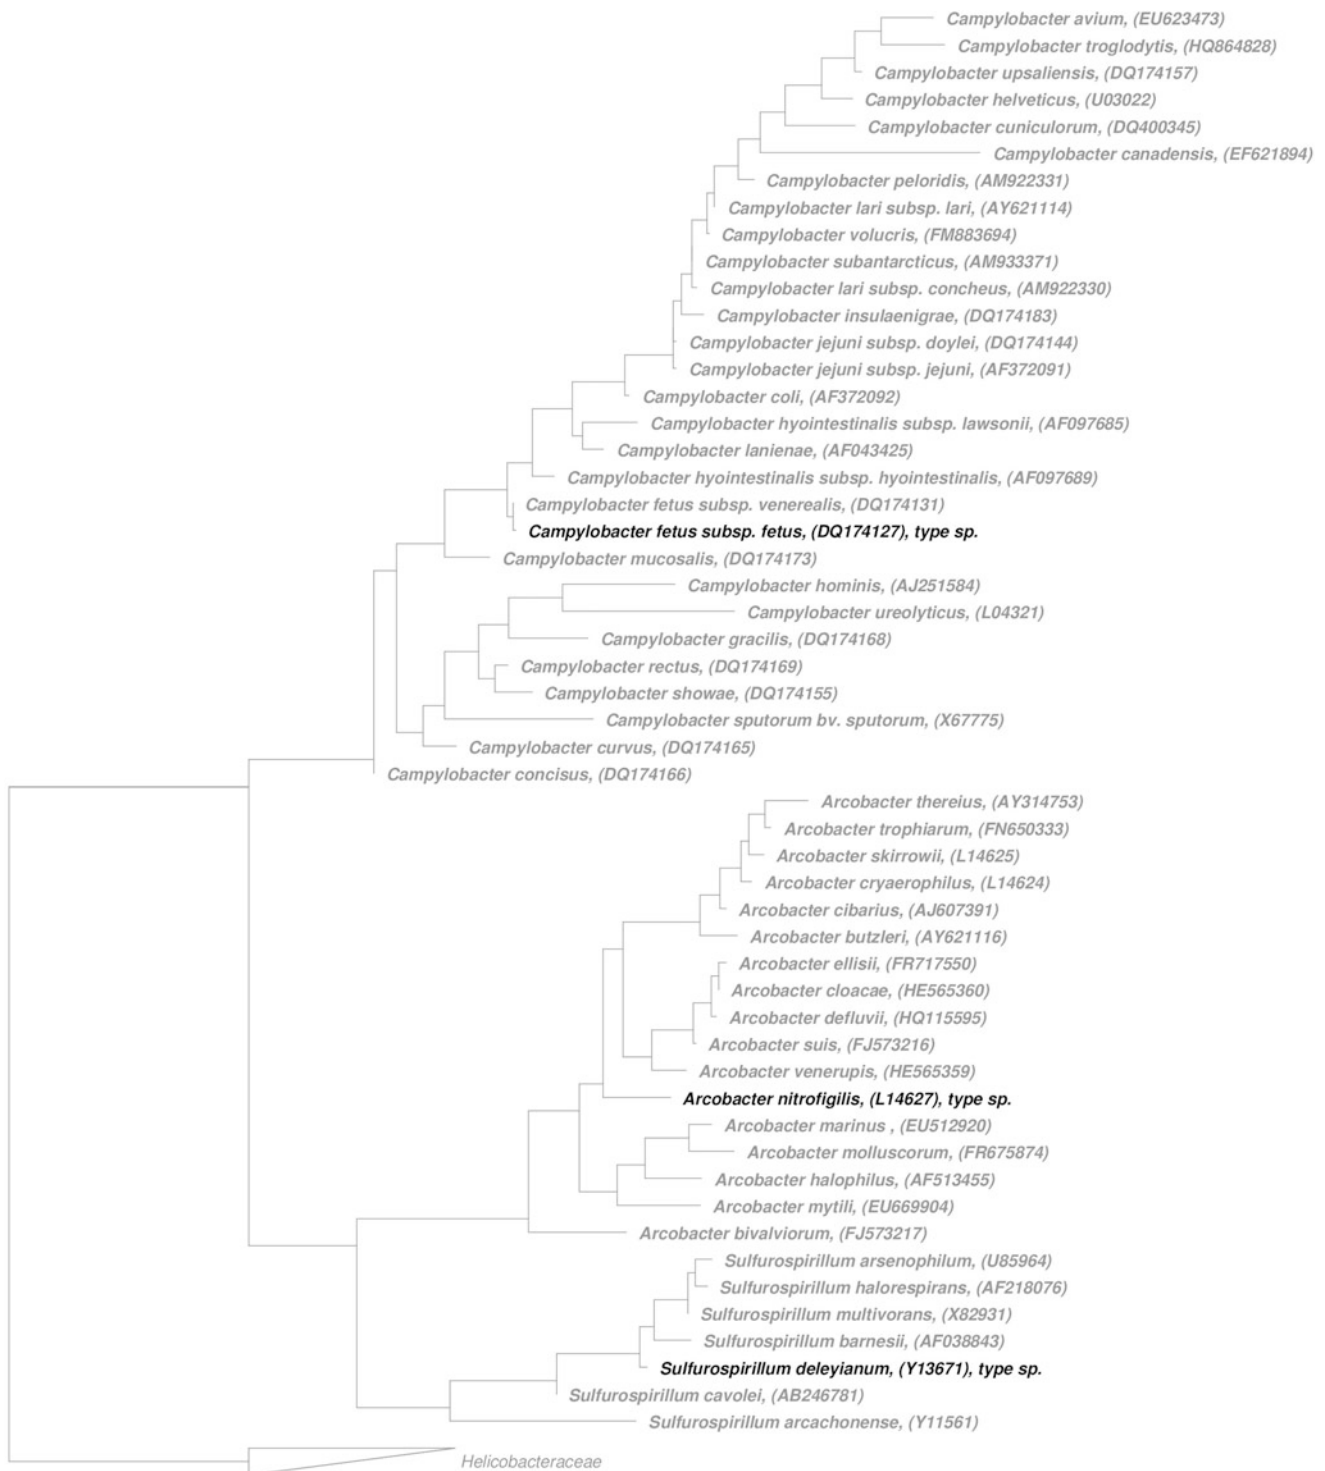 Campylobacter avium, (EU623473)
Campylobacter troglodytis, (HQ864828)
Campylobacter upsaliensis, (DQ174157)
Campylobacter helveticus, (U03022)
Campylobacter cuniculorum, (DQ400345)
Campylobacter canadensis, (EF621894)
Campylobacter peloridis, (AM922331)
Campylobacter lari subsp. lari, (AY621114)
Campylobacter volucris, (FM883694)
Campylobacter subantarcticus, (AM933371)
Campylobacter lari subsp. concheus, (AM922330)
Campylobacter insulaenigrae, (DQ174183)
Campylobacter jejuni subsp. doylei, (DQ174144)
Campylobacter jejuni subsp. jejuni, (AF372091)
Campylobacter coli, (AF372092)
Campylobacter hyointestinalis subsp. lawsonii, (AF097685)
Campylobacter lanienae, (AF043425)
Campylobacter hyointestinalis subsp. hyointestinalis, (AF097689)
Campylobacter fetus subsp. venerealis, (DQ174131)
Campylobacter fetus subsp. fetus, (DQ174127), type sp.
Campylobacter mucosalis, (DQ174173)
Campylobacter hominis, (AJ251584)
Campylobacter ureolyticus, (L04321)
Campylobacter gracilis, (DQ174168)
Campylobacter rectus, (DQ174169)
Campylobacter showae, (DQ174155)
Campylobacter sputorum bv. sputorum, (X67775)
Campylobacter curvus, (DQ174165)
Campylobacter concisus, (DQ174166)
Arcobacter thereius, (AY314753)
Arcobacter trophiarum, (FN650333)
Arcobacter skirrowii, (L14625)
Arcobacter cryaerophilus, (L14624)
Arcobacter cibarius, (AJ607391)
Arcobacter butzleri, (AY621116)
Arcobacter ellisii, (FR717550)
Arcobacter cloacae, (HE565360)
Arcobacter defluvii, (HQ115595)
Arcobacter suis, (FJ573216)
Arcobacter venerupis, (HE565359)
Arcobacter nitrofigilis, (L14627), type sp.
Arcobacter marinus , (EU512920)
Arcobacter molluscorum, (FR675874)
Arcobacter halophilus, (AF513455)
Arcobacter mytili, (EU669904)
Arcobacter bivalviorum, (FJ573217)
Sulfurospirillum arsenophilum, (U85964)
Sulfurospirillum halorespirans, (AF218076)
Sulfurospirillum multivorans, (X82931)
Sulfurospirillum barnesii, (AF038843)
Sulfurospirillum deleyianum, (Y13671), type sp.
Sulfurospirillum cavolei, (AB246781)
Sulfurospirillum arcachonense, (Y11561)
Helicobacteraceae